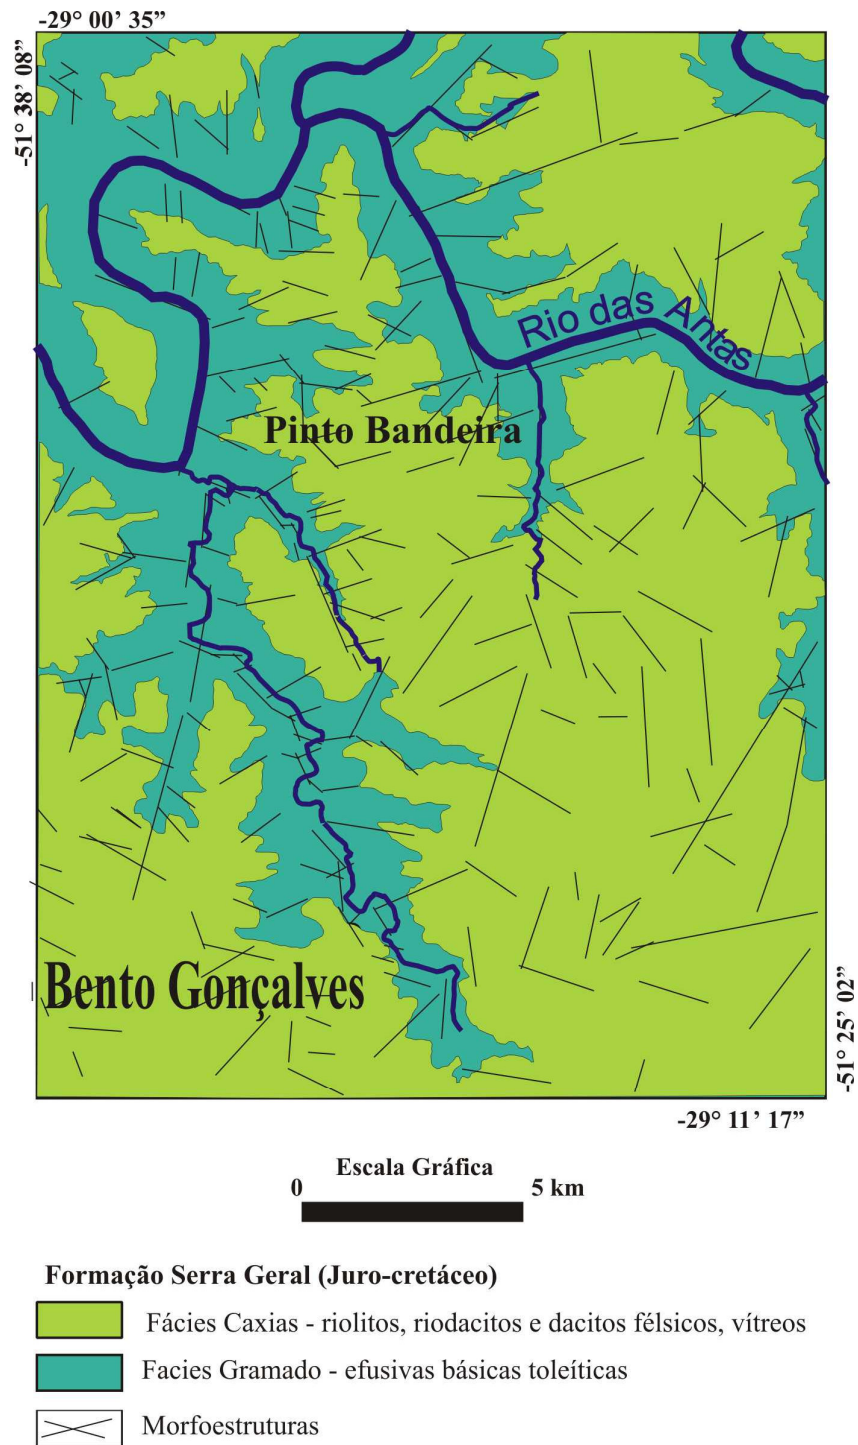 -29° 00' 35”
-51° 38' 08”
Rio das Antas
Pinto Bandeira
Bento Gonçalves
-51° 25' 02”
-29° 11' 17”
Escala Gráfica
0 5 km
Formação Serra Geral (Juro-cretáceo)
Fácies Caxias - riolitos, riodacitos e dacitos félsicos, vítreos
Facies Gramado - efusivas básicas toleíticas
Morfoestruturas